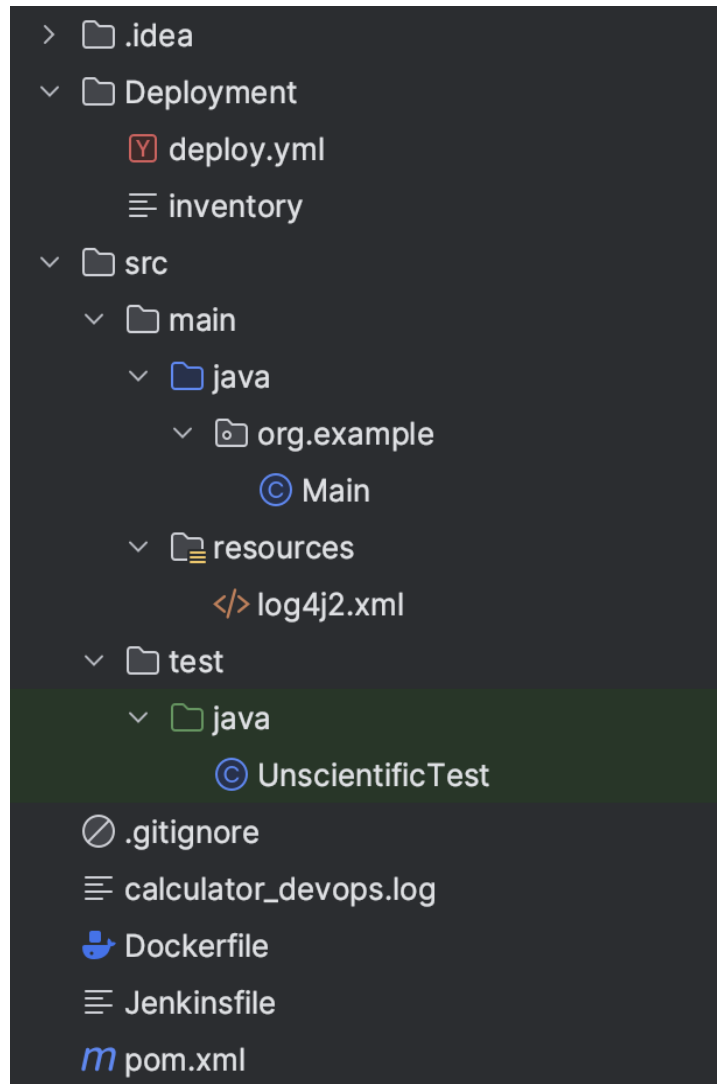 .idea
Deployment
Y deploy.yml
inventory
src
main
java
org.example
C Main
resources
</> log4j2.xml
test
java
C UnscientificTest
.gitignore
calculator_devops.log
Dockerfile
Jenkinsfile
m pom.xml